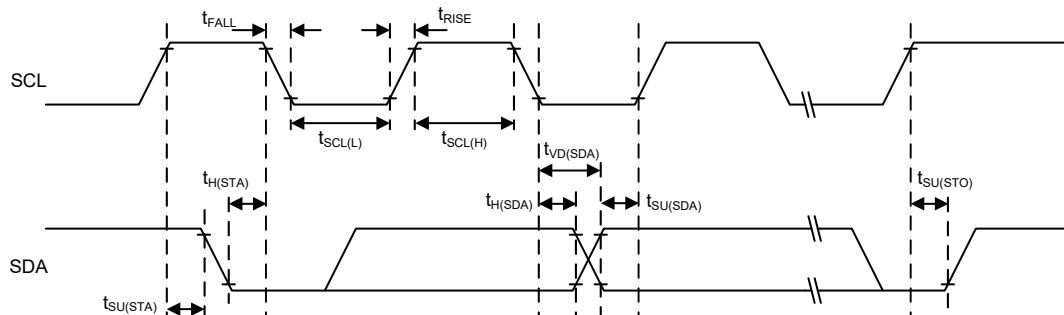 tFALL
tRISE
SCL
tSCL(L)
tSCL(H)
tVD(SDA)
tH(STA)
tH(SDA)
tSU(SDA)
tSU(STO)
SDA
tSU(STA)